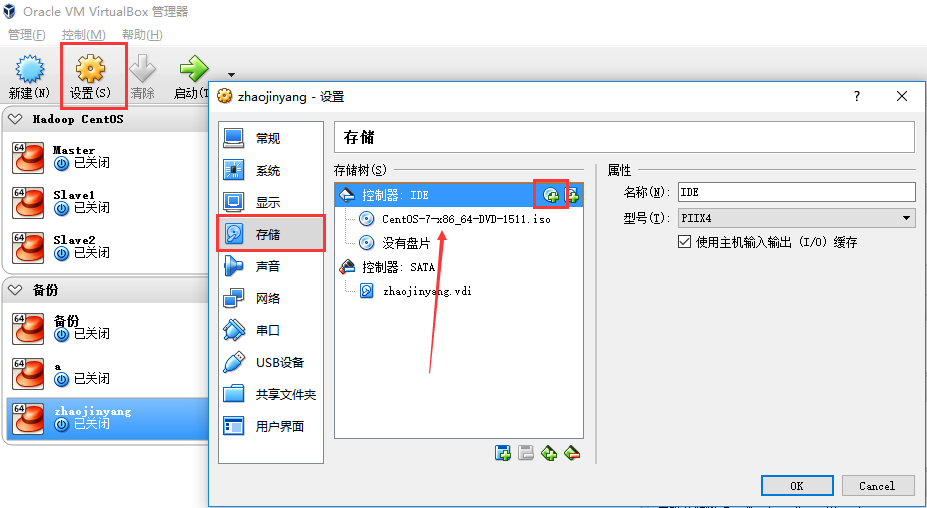 Oracle VM VirtualBox 管理器
管理(F) 控制(M) 帮助(H)
新建(N) 设置(S) 清除 启动(T
Hadoop CentOS
64 Master
已关闭
64 Slave1
已关闭
64 Slave2
已关闭
备份
64 备份
已关闭
64 a
已关闭
64 zhaojinyang
已关闭
zhaojinyang - 设置 ?
常规
系统
显示
存储
声音
网络
串口
USB设备
共享文件夹
用户界面
存储
存储树(S)
控制器: IDE
CentOS-7-x86_64-DVD-1511.iso
没有盘片
控制器: SATA
zhaojinyang.vdi
属性
名称(N): IDE
型号(T): PIIX4
使用主机输入输出 (I/O) 缓存
OK Cancel